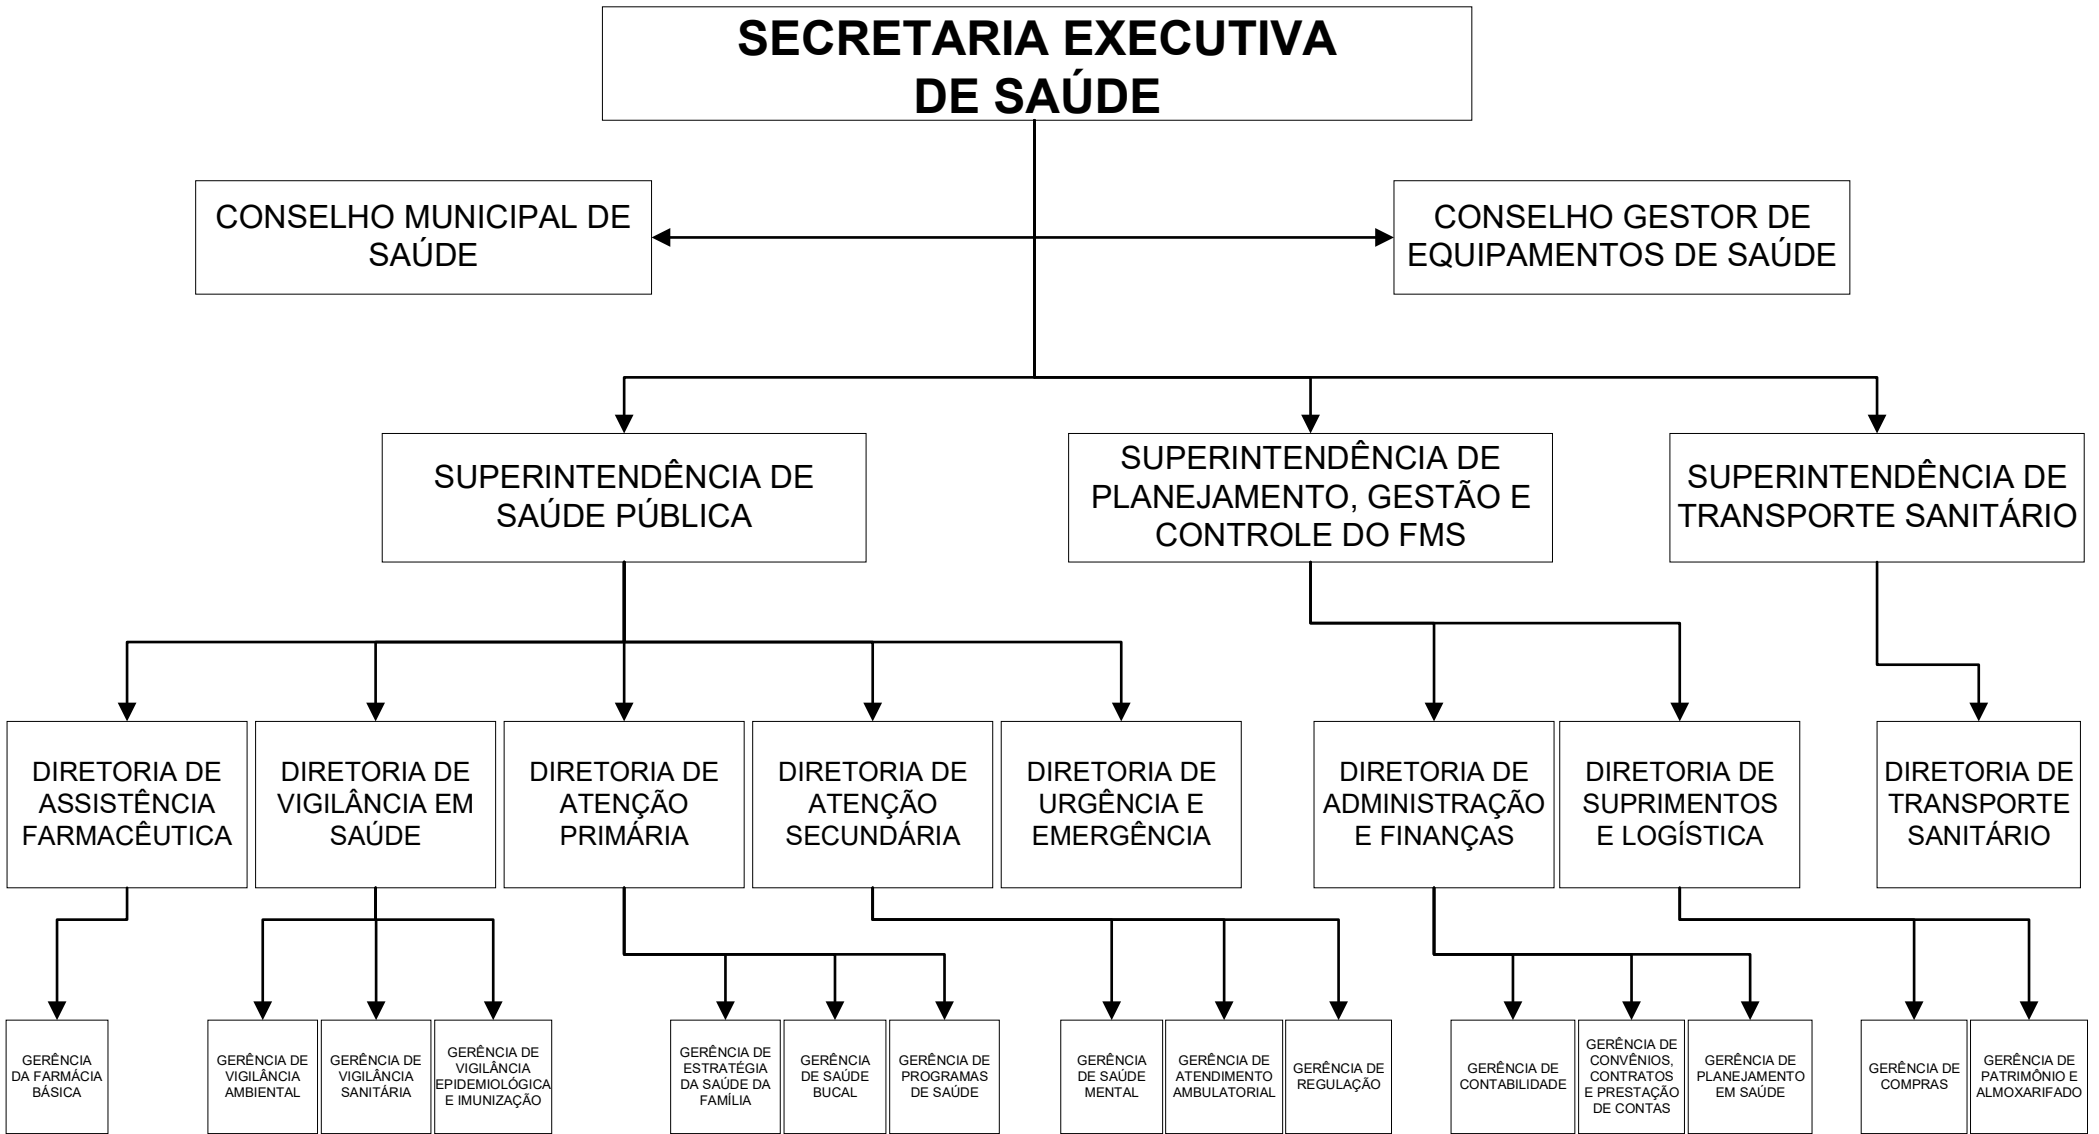 SECRETARIA EXECUTIVA
DE SAÚDE
CONSELHO MUNICIPAL DE
SAÚDE
CONSELHO GESTOR DE
EQUIPAMENTOS DE SAÚDE
SUPERINTENDÊNCIA DE
SAÚDE PÚBLICA
SUPERINTENDÊNCIA DE
PLANEJAMENTO, GESTÃO E
CONTROLE DO FMS
SUPERINTENDÊNCIA DE
TRANSPORTE SANITÁRIO
DIRETORIA DE
ASSISTÊNCIA
FARMACÊUTICA
DIRETORIA DE
VIGILÂNCIA EM
SAÚDE
DIRETORIA DE
ATENÇÃO
PRIMÁRIA
DIRETORIA DE
ATENÇÃO
SECUNDÁRIA
DIRETORIA DE
URGÊNCIA E
EMERGÊNCIA
DIRETORIA DE
ADMINISTRAÇÃO
E FINANÇAS
DIRETORIA DE
SUPRIMENTOS
E LOGÍSTICA
DIRETORIA DE
TRANSPORTE
SANITÁRIO
GERÊNCIA
DA FARMÁCIA
BÁSICA
GERÊNCIA DE
VIGILÂNCIA
AMBIENTAL
GERÊNCIA DE
VIGILÂNCIA
SANITÁRIA
GERÊNCIA DE
VIGILÂNCIA
EPIDEMIOLÓGICA
E IMUNIZAÇÃO
GERÊNCIA DE
ESTRATÉGIA
DA SAÚDE DA
FAMÍLIA
GERÊNCIA
DE SAÚDE
BUCAL
GERÊNCIA DE
PROGRAMAS
DE SAÚDE
GERÊNCIA
DE SAÚDE
MENTAL
GERÊNCIA DE
ATENDIMENTO
AMBULATORIAL
GERÊNCIA DE
REGULAÇÃO
GERÊNCIA DE
CONTABILIDADE
GERÊNCIA DE
CONVÊNIOS,
CONTRATOS
E PRESTAÇÃO
DE CONTAS
GERÊNCIA DE
PLANEJAMENTO
EM SAÚDE
GERÊNCIA DE
COMPRAS
GERÊNCIA DE
PATRIMÔNIO E
ALMOXARIFADO